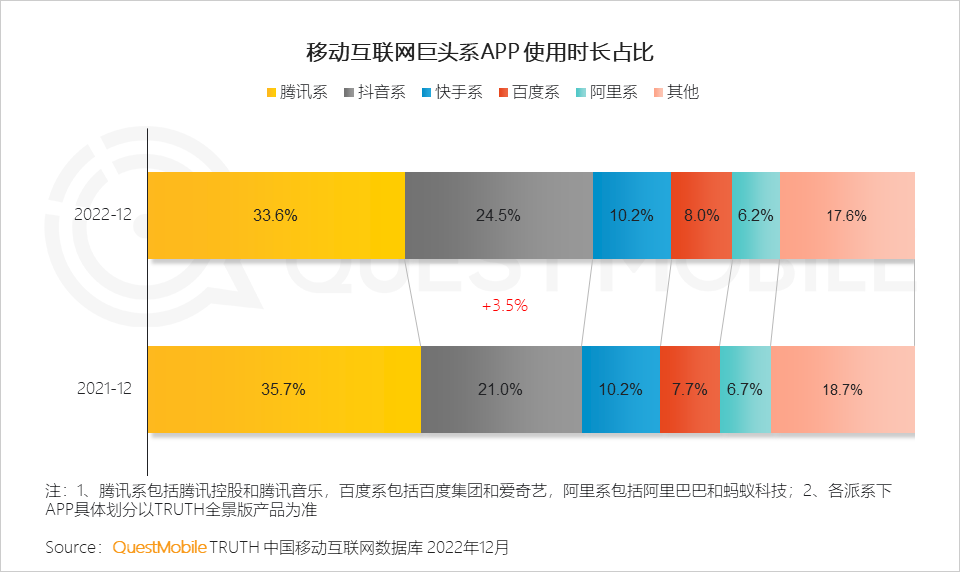 移动互联网巨头系APP使用时长占比
腾讯系 抖音系 快手系 百度系 阿里系 其他
2022-12 33.6% 24.5% 10.2% 8.0% 6.2% 17.6%
QUESTMOBILE
+3.5%
2021-12 35.7% 21.0% 10.2% 7.7% 6.7% 18.7%
注：1、腾讯系包括腾讯控股和腾讯音乐，百度系包括百度集团和爱奇艺，阿里系包括阿里巴巴和蚂蚁科技；2、各派系下
APP具体划分以TRUTH全景版产品为准
Source：QuestMobile TRUTH 中国移动互联网数据库 2022年12月